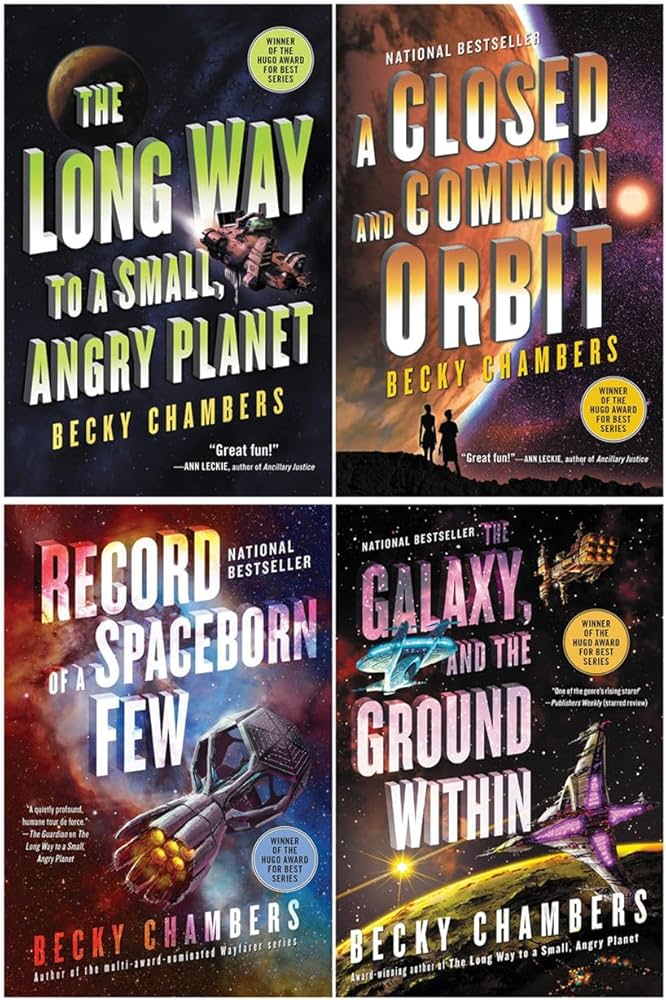 WINNER
OF THE
HUGO AWARD
FOR BEST
SERIES
THE
LONG WAY
TO A SMALL,
ANGRY PLANET
BECKY CHAMBERS
"Great fun!"
—ANN LECKIE, author of Ancillary Justice
NATIONAL BESTSELLER
A CLOSED
AND COMMON
ORBIT
BECKY CHAMBERS
WINNER
OF THE
HUGO AWARD
FOR BEST
SERIES
"Great fun!"—ANN LECKIE, author of Ancillary Justice
RECORD
NATIONAL
BESTSELLER
OF A SPACEBORN
FEW
"A quietly profound,
humane tour de force."
—The Guardian on The
Long Way to a Small,
Angry Planet
WINNER
OF THE
HUGO AWARD
FOR BEST
SERIES
BECKY CHAMBERS
Author of the multi-award-nominated Wayfarer series
NATIONAL BESTSELLER
THE
GALAXY,
AND THE
GROUND
WITHIN
WINNER
OF THE
HUGO AWARD
FOR BEST
SERIES
"One of the genre's rising stars!"
—Publishers Weekly (starred review)
BECKY CHAMBERS
Award-winning author of The Long Way to a Small, Angry Planet